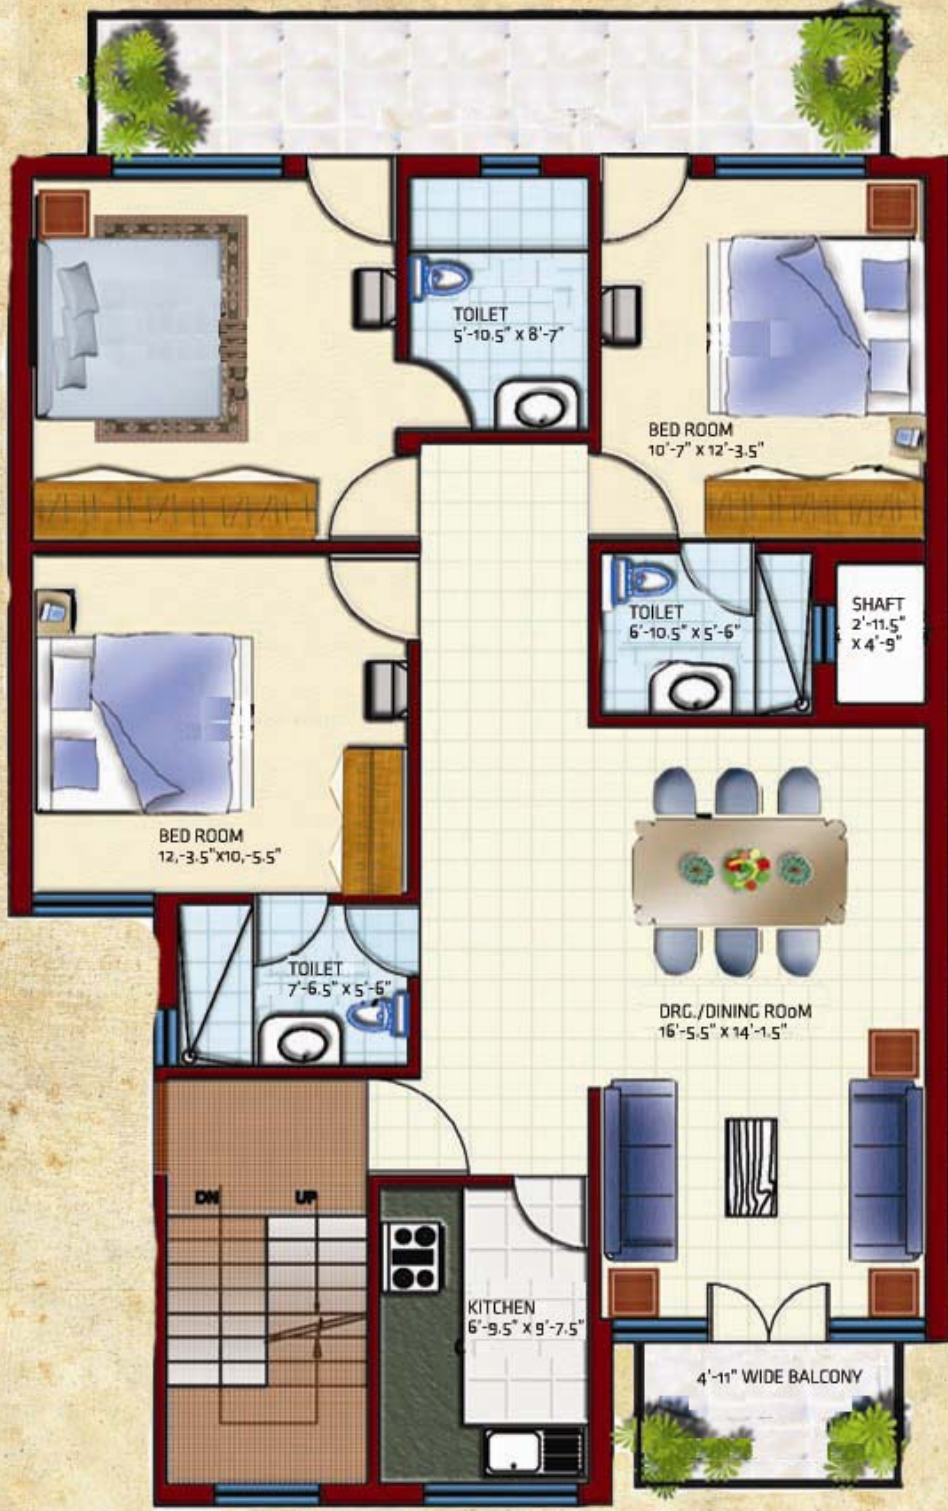 TOILET
5'-10.5" X 8'-7"
BED ROOM
10'-7" X 12'-3.5"
TOILET
6'-10.5" X 5'-6"
SHAFT
2'-11.5"
X 4'-9"
BED ROOM
12,-3.5"X10,-5.5"
TOILET
7'-6.5" X 5'-6"
DRG./DINING ROOM
16'-5.5" X 14'-1.5"
DN UP
KITCHEN
6'-9.5" X 9'-7.5"
4'-11" WIDE BALCONY